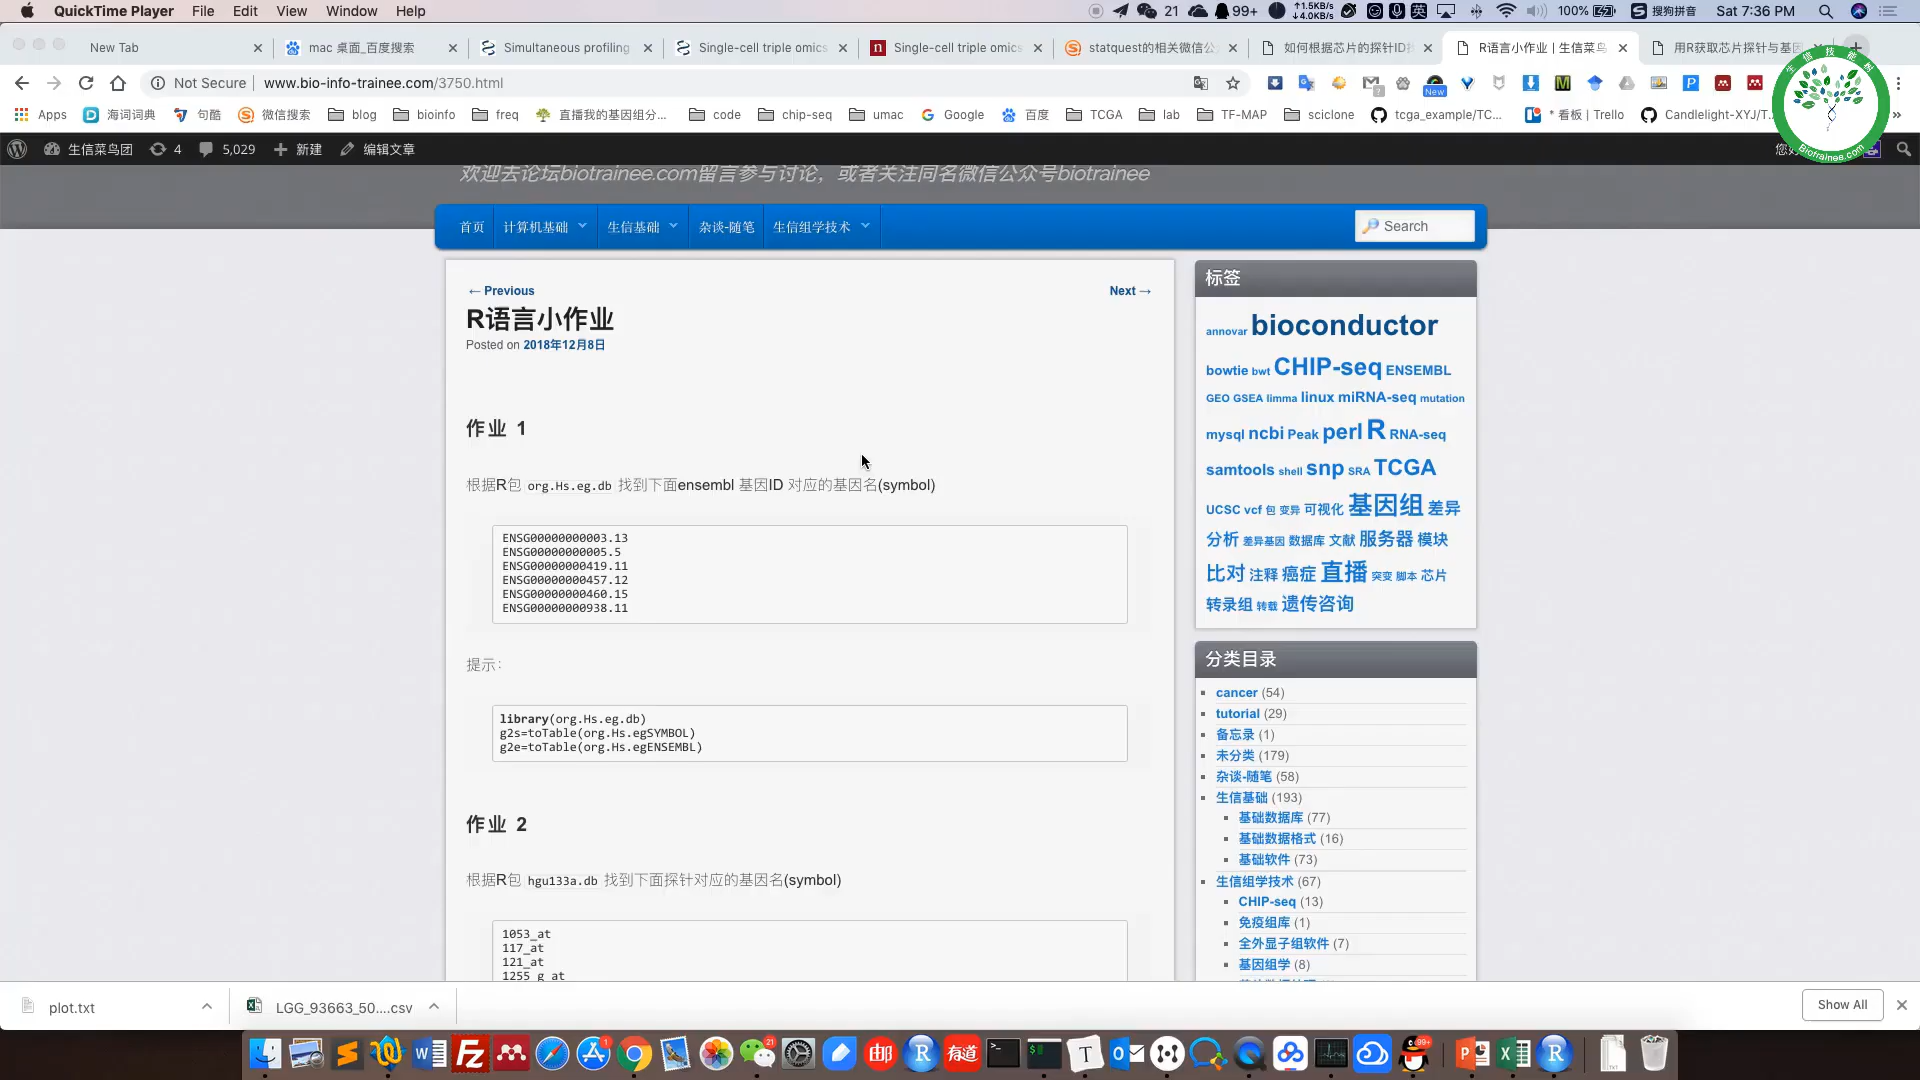 QuickTime Player File Edit View Window Help
21 99+ 1.5KB/s 4.0KB/s 英 100% 搜狗拼音 Sat 7:36 PM
New Tab
mac 桌面_百度搜索
Simultaneous profiling
Single-cell triple omics
Single-cell triple omics
statquest的相关微信公
如何根据芯片的探针ID
R语言小作业 | 生信菜鸟
用R获取芯片探针与基因
Not Secure www.bio-info-trainee.com/3750.html
New
生信技能树
Biotrainee.com
Apps 海词词典 句酷 微信搜索 blog bioinfo freq 直播我的基因组分... code chip-seq umac Google 百度 TCGA lab TF-MAP sciclone tcga_example/TC... * 看板 | Trello Candlelight-XYJ/T... »
生信菜鸟团 4 5,029 新建 编辑文章
欢迎去论坛biotrainee.com留言参与讨论，或者关注同名微信公众号biotrainee
首页 计算机基础 生信基础 杂谈-随笔 生信组学技术 Search
← Previous Next →
R语言小作业
Posted on 2018年12月8日
作业 1
根据R包 org.Hs.eg.db 找到下面ensembl 基因ID 对应的基因名(symbol)
ENSG00000000003.13
ENSG00000000005.5
ENSG00000000419.11
ENSG00000000457.12
ENSG00000000460.15
ENSG00000000938.11
提示：
library(org.Hs.eg.db)
g2s=toTable(org.Hs.egSYMBOL)
g2e=toTable(org.Hs.egENSEMBL)
作业 2
根据R包 hgu133a.db 找到下面探针对应的基因名(symbol)
1053_at
117_at
121_at
1255_g_at
标签
annovar bioconductor
bowtie bwt CHIP-seq ENSEMBL
GEO GSEA limma linux miRNA-seq mutation
mysql ncbi Peak perl R RNA-seq
samtools shell snp SRA TCGA
UCSC vcf 包 变异 可视化 基因组 差异
分析 差异基因 数据库 文献 服务器 模块
比对 注释 癌症 直播 突变 脚本 芯片
转录组 转载 遗传咨询
分类目录
cancer (54)
tutorial (29)
备忘录 (1)
未分类 (179)
杂谈-随笔 (58)
生信基础 (193)
基础数据库 (77)
基础数据格式 (16)
基础软件 (73)
生信组学技术 (67)
CHIP-seq (13)
免疫组库 (1)
全外显子组软件 (7)
基因组学 (8)
plot.txt LGG_93663_50....csv Show All